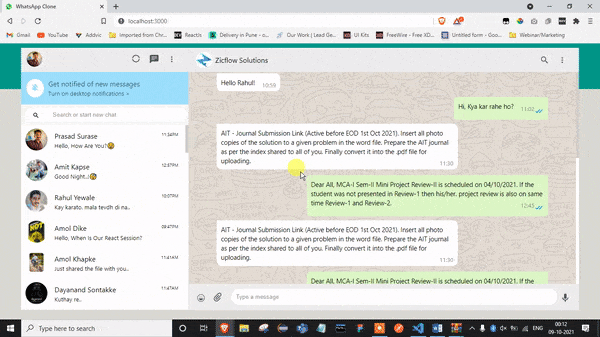 WhatsApp Clone
localhost:3000
Gmail
YouTube
Addvic
Imported from Chro...
ReactJs
Delivery in Pune - o...
Our Work | Lead Ge...
UI Kits
FreeWire - Free XD...
Untitled form - Goo...
Webinar/Marketing
Zicflow Solutions
Get notified of new messages
Turn on desktop notifications >
Search or start new chat
Prasad Surase
11:34PM
Hello, How Are You?😰
Amit Kapse
12:57AM
Good Night...😴
Rahul Yewale
10:07PM
Kay karato. mala tevdh di na..
Amol Dike
09:47PM
Hello, When Is Our React Session?
Amol Khapke
11:41AM
Just shared the file with you..
Dayanand Sontakke
11:47AM
Kuthay re..
Hello Rahul!
10:59
Hi, Kya kar rahe ho?
11:02
AIT - Journal Submission Link (Active before EOD 1st Oct 2021). Insert all photo
copies of the solution to a given problem in the word file. Prepare the AIT journal
as per the index shared to all of you. Finally convert it into the .pdf file for
uploading.
11:30
Dear All, MCA-I Sem-II Mini Project Review-II is scheduled on 04/10/2021. If the
student was not presented in Review-1 then his/her. project review is also on same
time Review-1 and Review-2.
12:43
AIT - Journal Submission Link (Active before EOD 1st Oct 2021). Insert all photo
copies of the solution to a given problem in the word file. Prepare the AIT journal
as per the index shared to all of you. Finally convert it into the .pdf file for
uploading.
11:30
Dear All, MCA-I Sem-II Mini Project Review-II is scheduled on 04/10/2021. If the
Type a message
Type here to search
ENG
00:12
09-10-2021